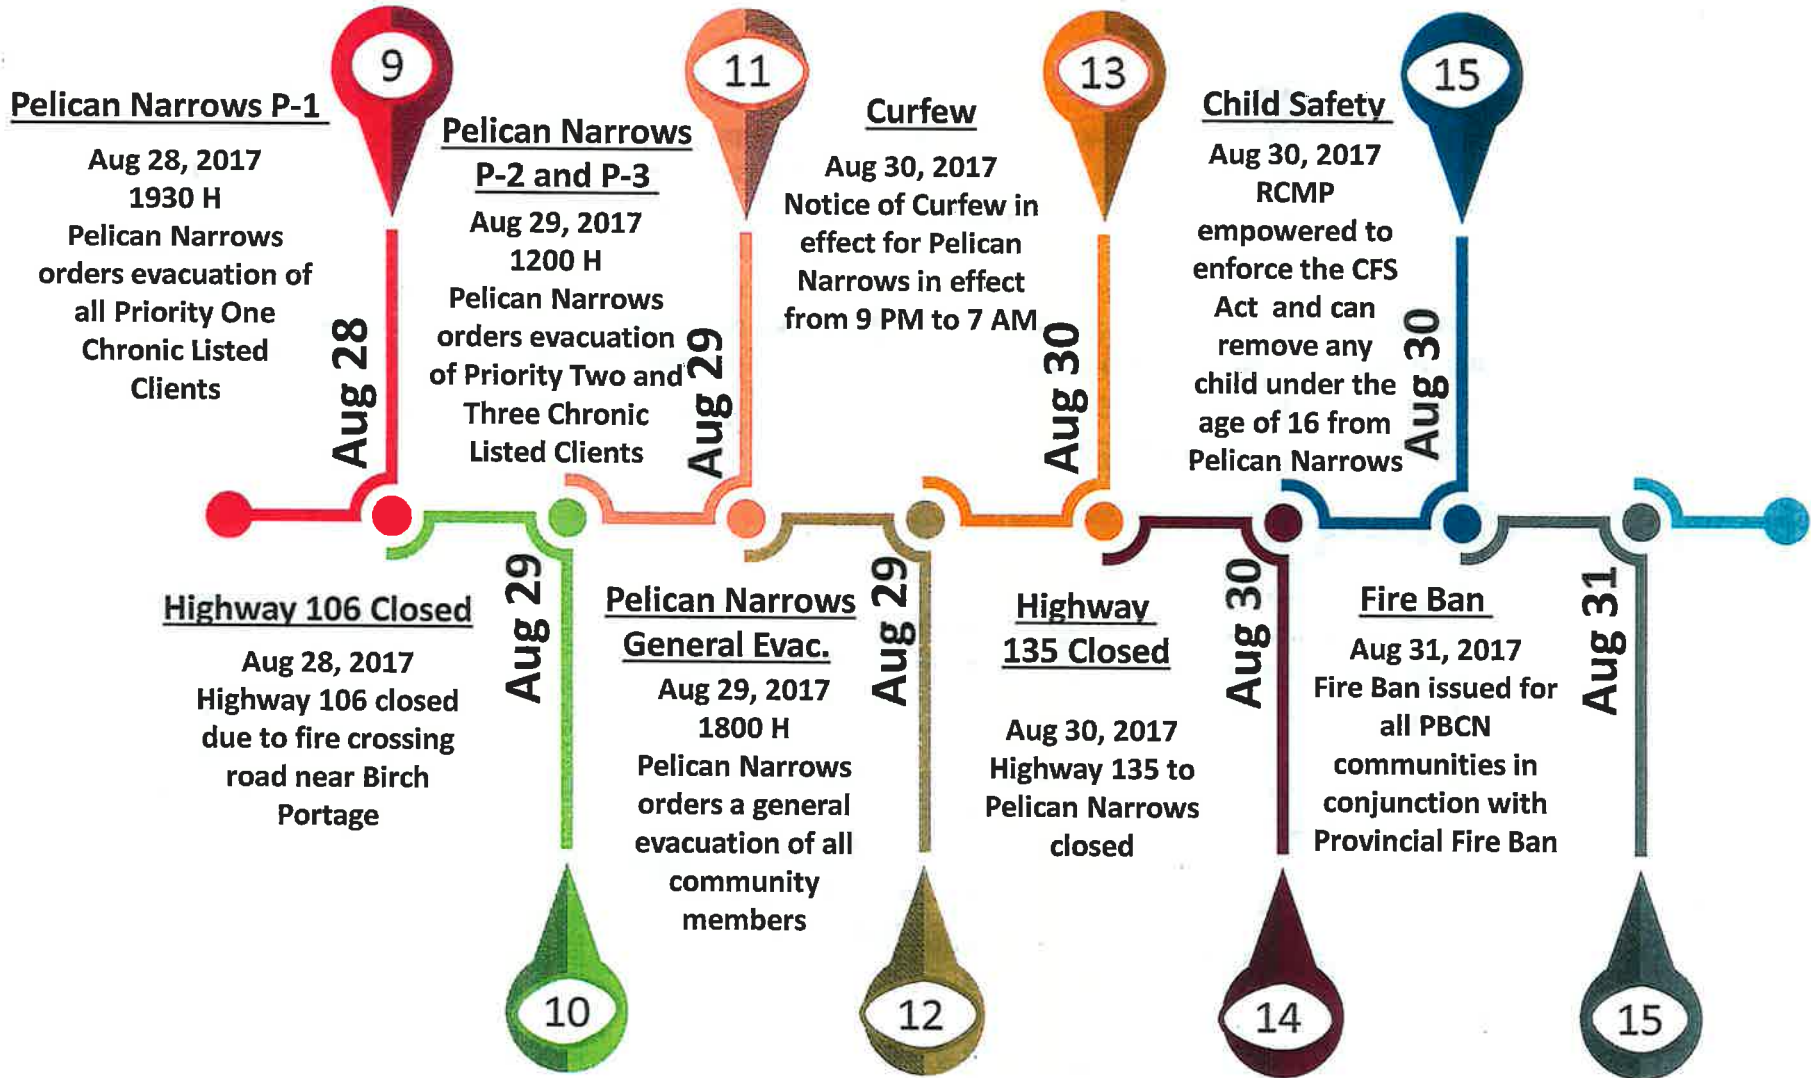 9
Pelican Narrows P-1
Aug 28, 2017
1930 H
Pelican Narrows
orders evacuation of
all Priority One
Chronic Listed
Clients
Aug 28
Highway 106 Closed
Aug 28, 2017
Highway 106 closed
due to fire crossing
road near Birch
Portage
Aug 29
10
11
Pelican Narrows
P-2 and P-3
Aug 29, 2017
1200 H
Pelican Narrows
orders evacuation
of Priority Two and
Three Chronic
Listed Clients
Aug 29
Pelican Narrows
General Evac.
Aug 29, 2017
1800 H
Pelican Narrows
orders a general
evacuation of all
community
members
Aug 29
12
13
Curfew
Aug 30, 2017
Notice of Curfew in
effect for Pelican
Narrows in effect
from 9 PM to 7 AM
Aug 30
Highway
135 Closed
Aug 30, 2017
Highway 135 to
Pelican Narrows
closed
Aug 30
14
15
Child Safety
Aug 30, 2017
RCMP
empowered to
enforce the CFS
Act and can
remove any
child under the
age of 16 from
Pelican Narrows
Aug 30
Fire Ban
Aug 31, 2017
Fire Ban issued for
all PBCN
communities in
conjunction with
Provincial Fire Ban
Aug 31
15